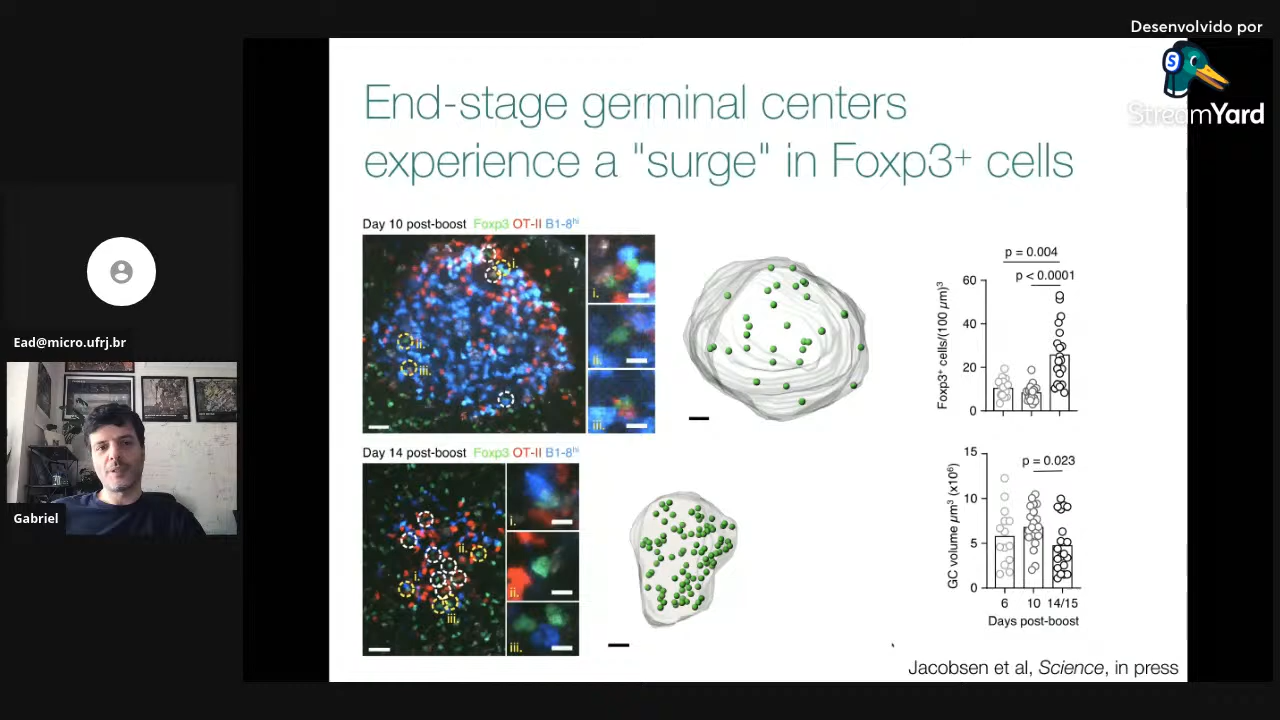 Desenvolvido por
S
StreamYard
End-stage germinal centers
experience a "surge" in Foxp3⁺ cells
Day 10 post-boost Foxp3 OT-II B1-8ʰⁱ
i.
ii.
iii.
i.
ii.
iii.
p = 0.004
p < 0.0001
Foxp3⁺ cells/(100 µm)³
60
40
20
0
Day 14 post-boost Foxp3 OT-II B1-8ʰⁱ
i.
ii.
iii.
i.
ii.
iii.
p = 0.023
GC volume µm³ (x10⁶)
15
10
5
0
6 10 14/15
Days post-boost
Jacobsen et al, Science, in press
Ead@micro.ufrj.br
Gabriel